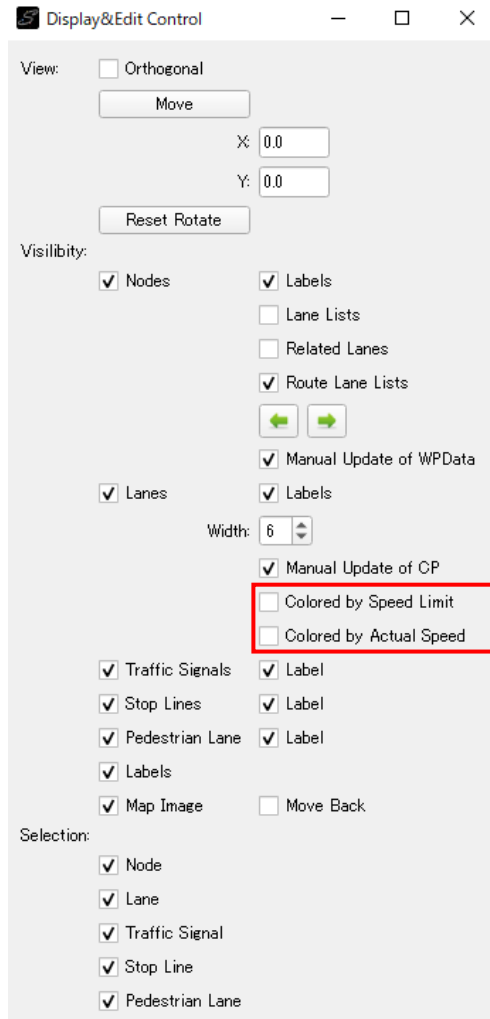 Display&Edit Control
View: Orthogonal
Move
X: 0.0
Y: 0.0
Reset Rotate
Visilibity:
Nodes Labels
Lane Lists
Related Lanes
Route Lane Lists
Manual Update of WPData
Lanes Labels
Width: 6
Manual Update of CP
Colored by Speed Limit
Colored by Actual Speed
Traffic Signals Label
Stop Lines Label
Pedestrian Lane Label
Labels
Map Image Move Back
Selection:
Node
Lane
Traffic Signal
Stop Line
Pedestrian Lane